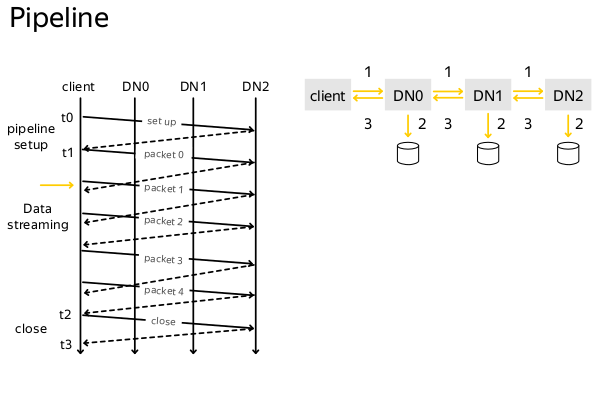 Pipeline
client DN0 DN1 DN2
t0
set up
pipeline
setup
t1
packet 0
packet 1
Data
streaming
packet 2
packet 3
packet 4
t2
close
close
t3
1 1 1
client DN0 DN1 DN2
3 2 3 2 3 2